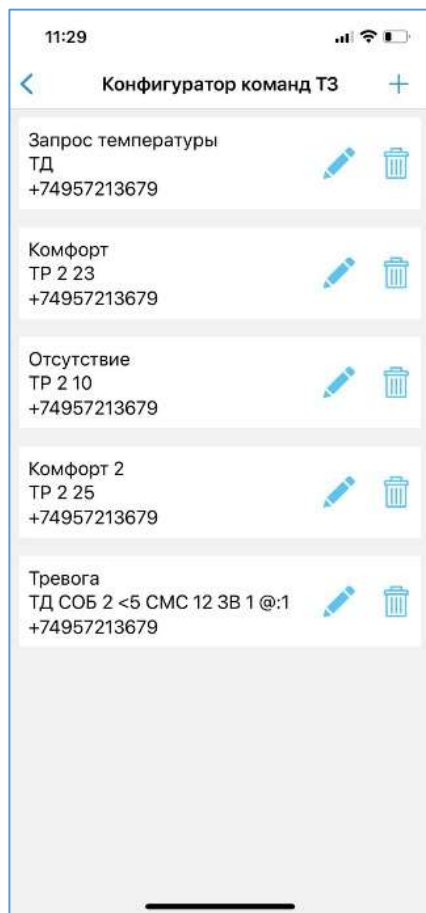 11:29
Конфигуратор команд ТЗ
Запрос температуры
ТД
+74957213679
Комфорт
ТР 2 23
+74957213679
Отсутствие
ТР 2 10
+74957213679
Комфорт 2
ТР 2 25
+74957213679
Тревога
ТД СОБ 2 <5 СМС 12 ЗВ 1 @:1
+74957213679